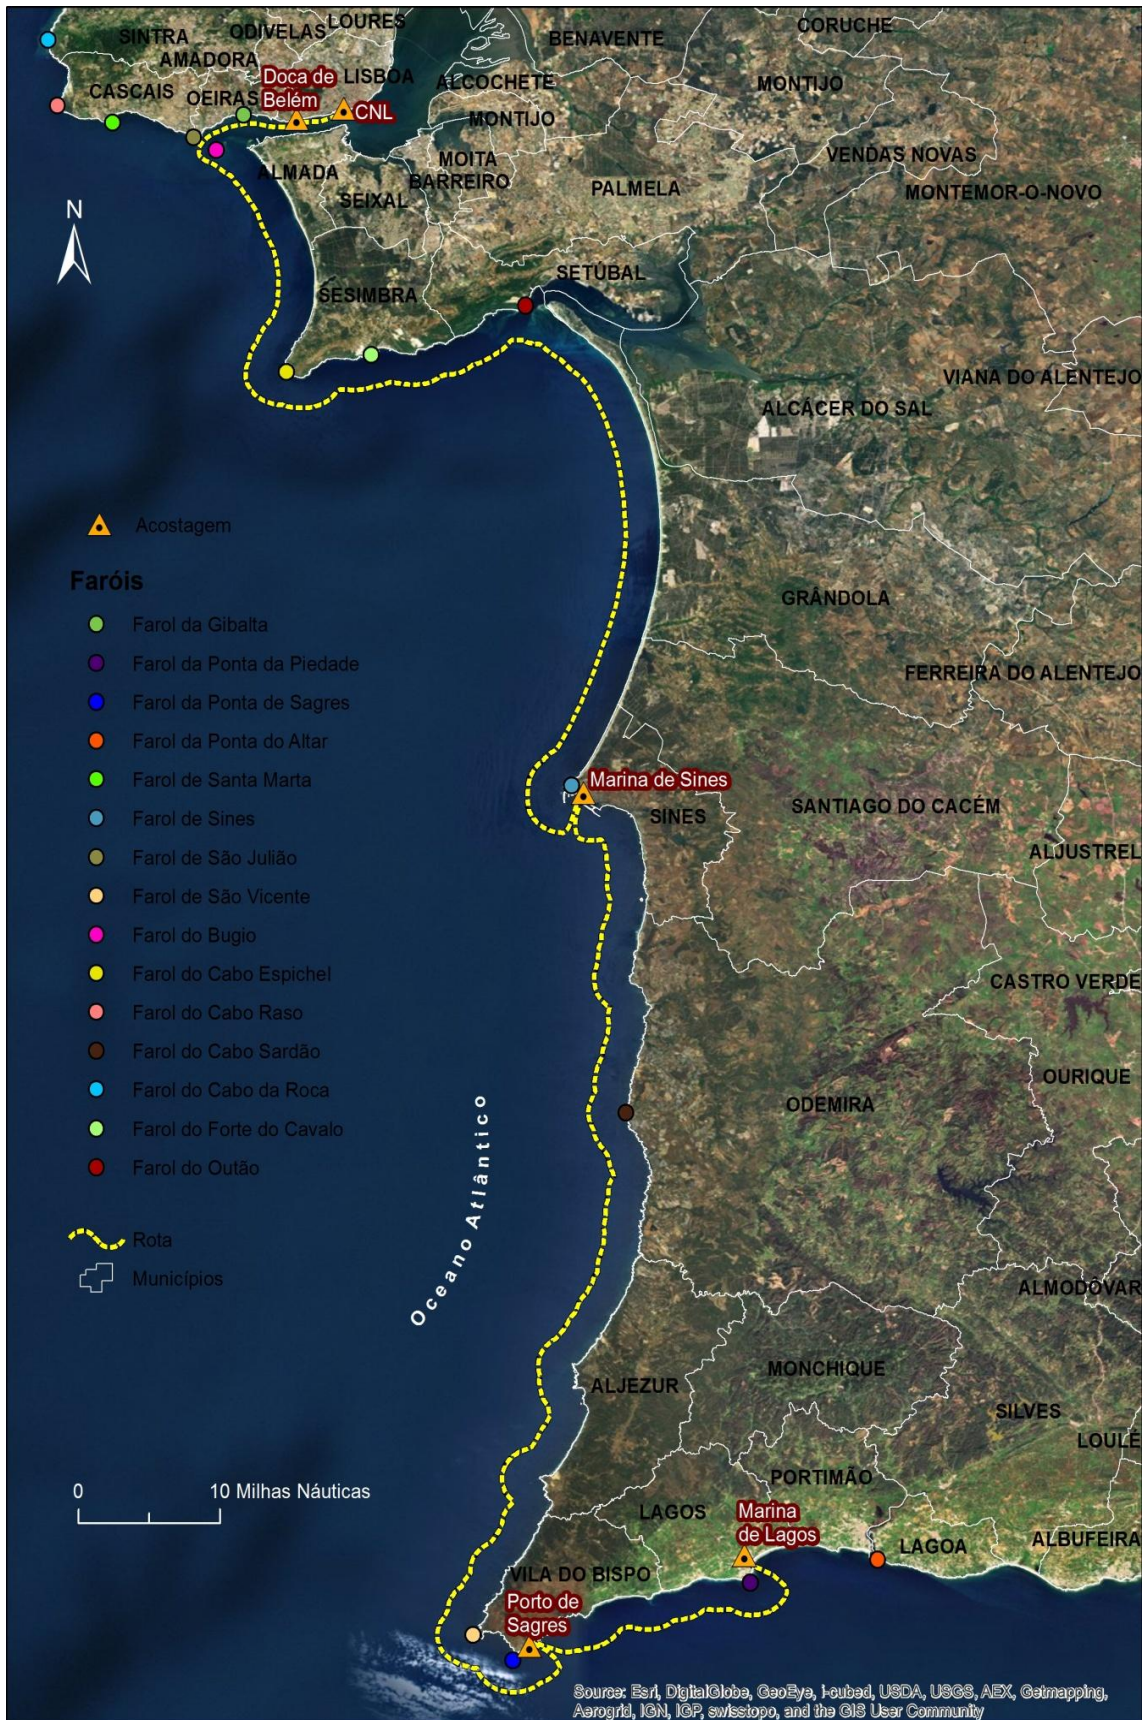 LOURES
ODIVELAS
SINTRA
AMADORA
CORUCHE
BENAVENTE
Doca de
Belém
LISBOA
ALCOCHETE
MONTIJO
CASCAIS
OEIRAS
CNL
MONTIJO
VENDAS NOVAS
MOITA
BARREIRO
ALMADA
SEIXAL
PALMELA
MONTEMOR-O-NOVO
N
SETÚBAL
SESIMBRA
VIANA DO ALENTEJO
ALCÁCER DO SAL
Acostagem
Faróis
Farol da Gibalta
Farol da Ponta da Piedade
Farol da Ponta de Sagres
Farol da Ponta do Altar
Farol de Santa Marta
Farol de Sines
Farol de São Julião
Farol de São Vicente
Farol do Bugio
Farol do Cabo Espichel
Farol do Cabo Raso
Farol do Cabo Sardão
Farol do Cabo da Roca
Farol do Forte do Cavalo
Farol do Outão
Rota
Municípios
GRÂNDOLA
FERREIRA DO ALENTEJO
Marina de Sines
SINES
SANTIAGO DO CACÉM
ALJUSTREL
CASTRO VERDE
OURIQUE
ODEMIRA
Oceano Atlântico
ALMODÔVAR
MONCHIQUE
ALJEZUR
SILVES
LOULÉ
0 10 Milhas Náuticas
PORTIMÃO
LAGOS
Marina
de Lagos
LAGOA
ALBUFEIRA
VILA DO BISPO
Porto de
Sagres
Source: Esri, DigitalGlobe, GeoEye, i-cubed, USDA, USGS, AEX, Getmapping,
Aerogrid, IGN, IGP, swisstopo, and the GIS User Community